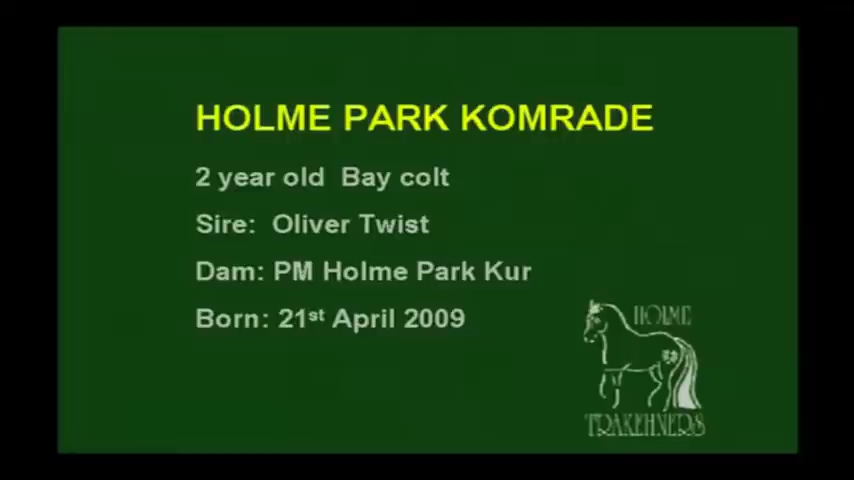 HOLME PARK KOMRADE
2 year old Bay colt
Sire: Oliver Twist
Dam: PM Holme Park Kur
Born: 21st April 2009
HOLME
TRAKEHNERS